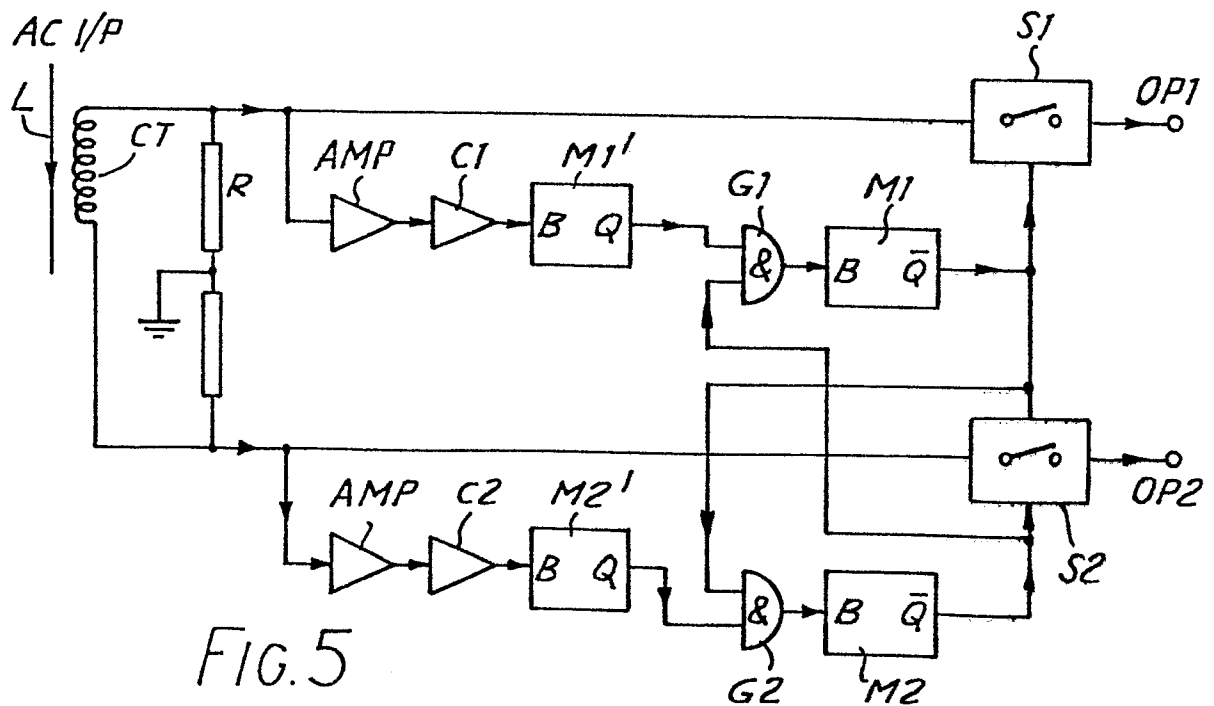 AC I/P
L
CT
R
AMP
C1
M1'
B Q
G1
&
M1
B Q̅
S1
OP1
AMP
C2
M2'
B Q
&
G2
B Q̅
M2
S2
OP2
FIG. 5